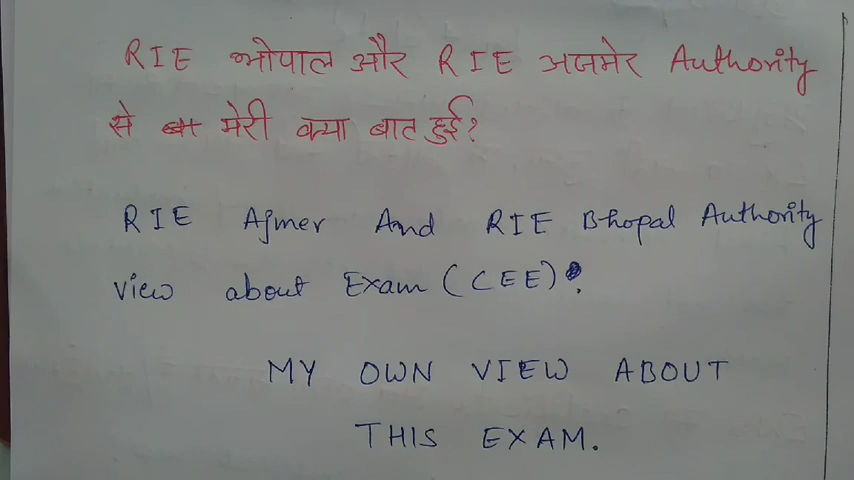 RIE भोपाल और RIE अजमेर Authority
से मेरी क्या बात हुई?
RIE Ajmer And RIE Bhopal Authority
view about Exam (CEE)?
MY OWN VIEW ABOUT
THIS EXAM.